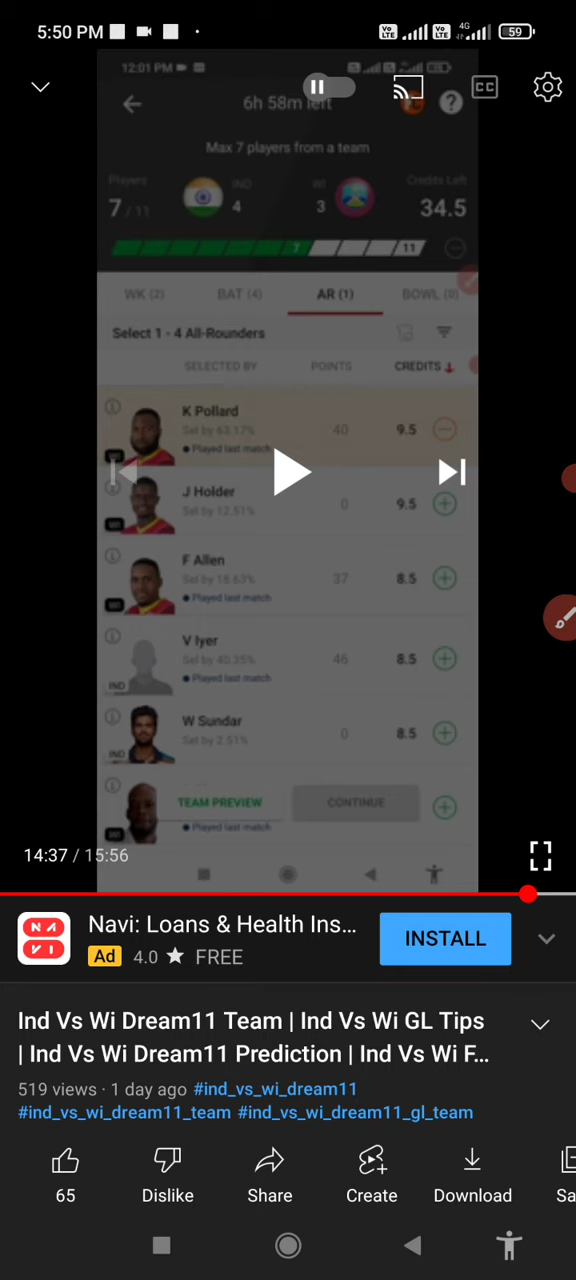 5:50 PM
4G
59
12:01 PM
CC
6h 58m left
Max 7 players from a team
Players
IND
WI
Credits Left
7 / 11
4
3
34.5
7
11
WK (2)
BAT (4)
AR (1)
BOWL (0)
Select 1 - 4 All-Rounders
SELECTED BY
POINTS
CREDITS
K Pollard
Sel by 63.17%
40
9.5
Played last match
J Holder
Sel by 12.51%
0
9.5
F Allen
Sel by 18.63%
37
8.5
Played last match
V Iyer
Sel by 40.35%
46
8.5
IND
Played last match
W Sundar
Sel by 2.51%
0
8.5
IND
TEAM PREVIEW
CONTINUE
Played last match
14:37 / 15:56
NAVI
Navi: Loans & Health Ins...
INSTALL
Ad 4.0 ★ FREE
Ind Vs Wi Dream11 Team | Ind Vs Wi GL Tips
| Ind Vs Wi Dream11 Prediction | Ind Vs Wi F...
519 views · 1 day ago #ind_vs_wi_dream11
#ind_vs_wi_dream11_team #ind_vs_wi_dream11_gl_team
65
Dislike
Share
Create
Download
Sa